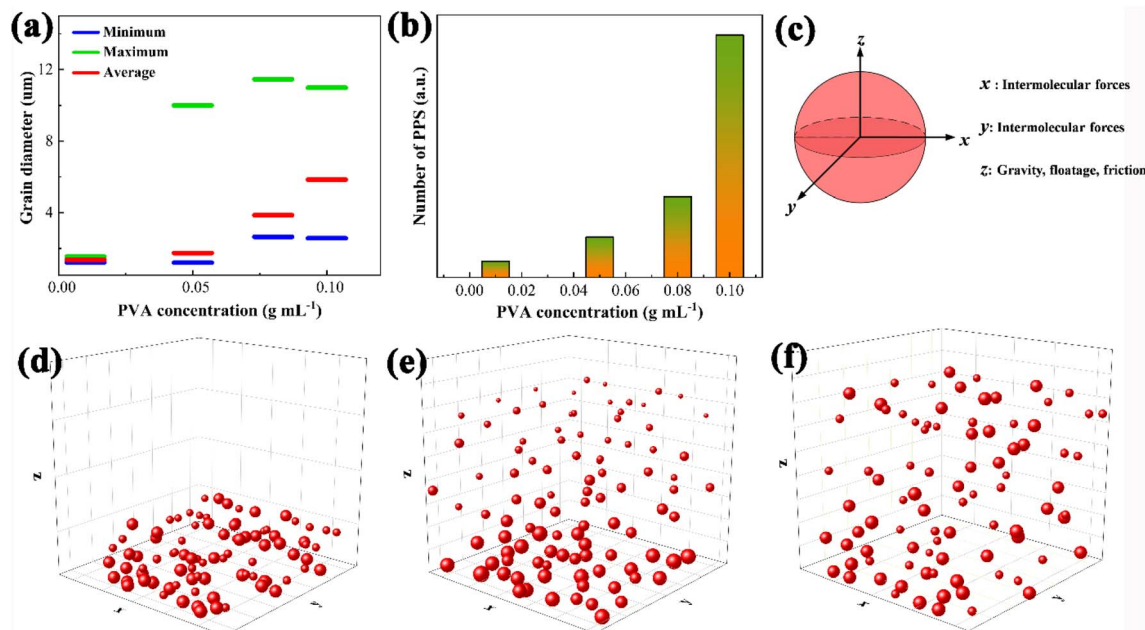 (a)
Minimum
Maximum
Average
12
8
4
Grain diameter (um)
0.00
0.05
0.10
PVA concentration (g mL⁻¹)
(b)
Number of PPS (a.u.)
0.00
0.02
0.04
0.06
0.08
0.10
PVA concentration (g mL⁻¹)
(c)
z
x
y
x : Intermolecular forces
y: Intermolecular forces
z: Gravity, floatage, friction
(d)
z
x
y
(e)
z
x
y
(f)
z
x
y